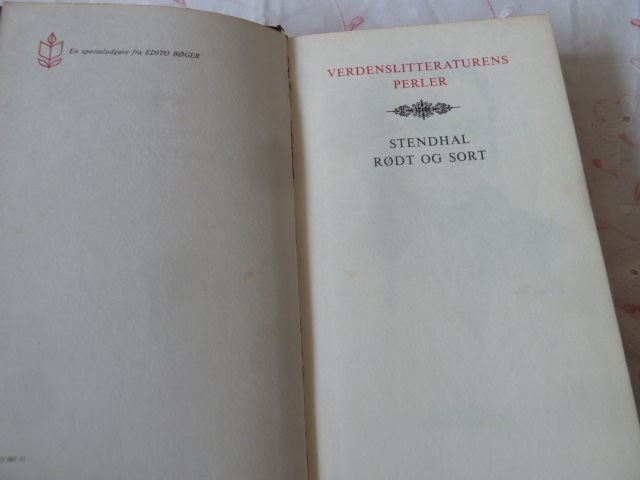 En specialudgave fra EDITO BØGER
VERDENSLITTERATURENS
PERLER
STENDHAL
RØDT OG SORT